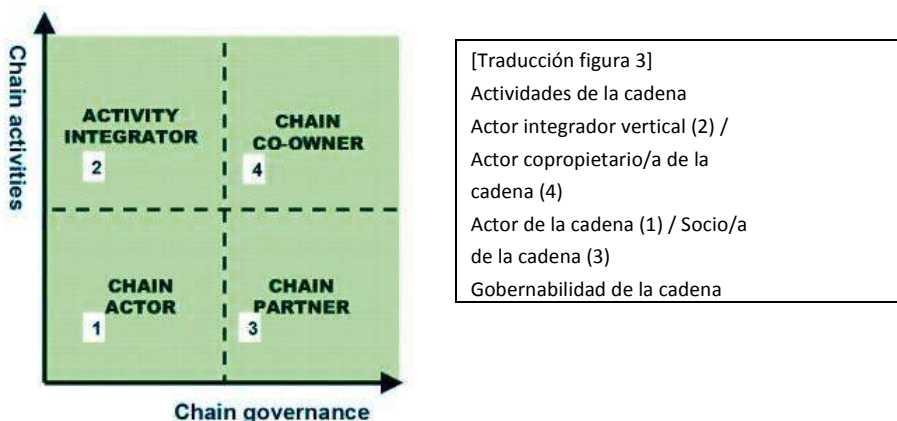 Chain activities
ACTIVITY
INTEGRATOR
2
CHAIN
CO-OWNER
4
CHAIN
ACTOR
1
CHAIN
PARTNER
3
Chain governance
[Traducción figura 3]
Actividades de la cadena
Actor integrador vertical (2) /
Actor copropietario/a de la
cadena (4)
Actor de la cadena (1) / Socio/a
de la cadena (3)
Gobernabilidad de la cadena